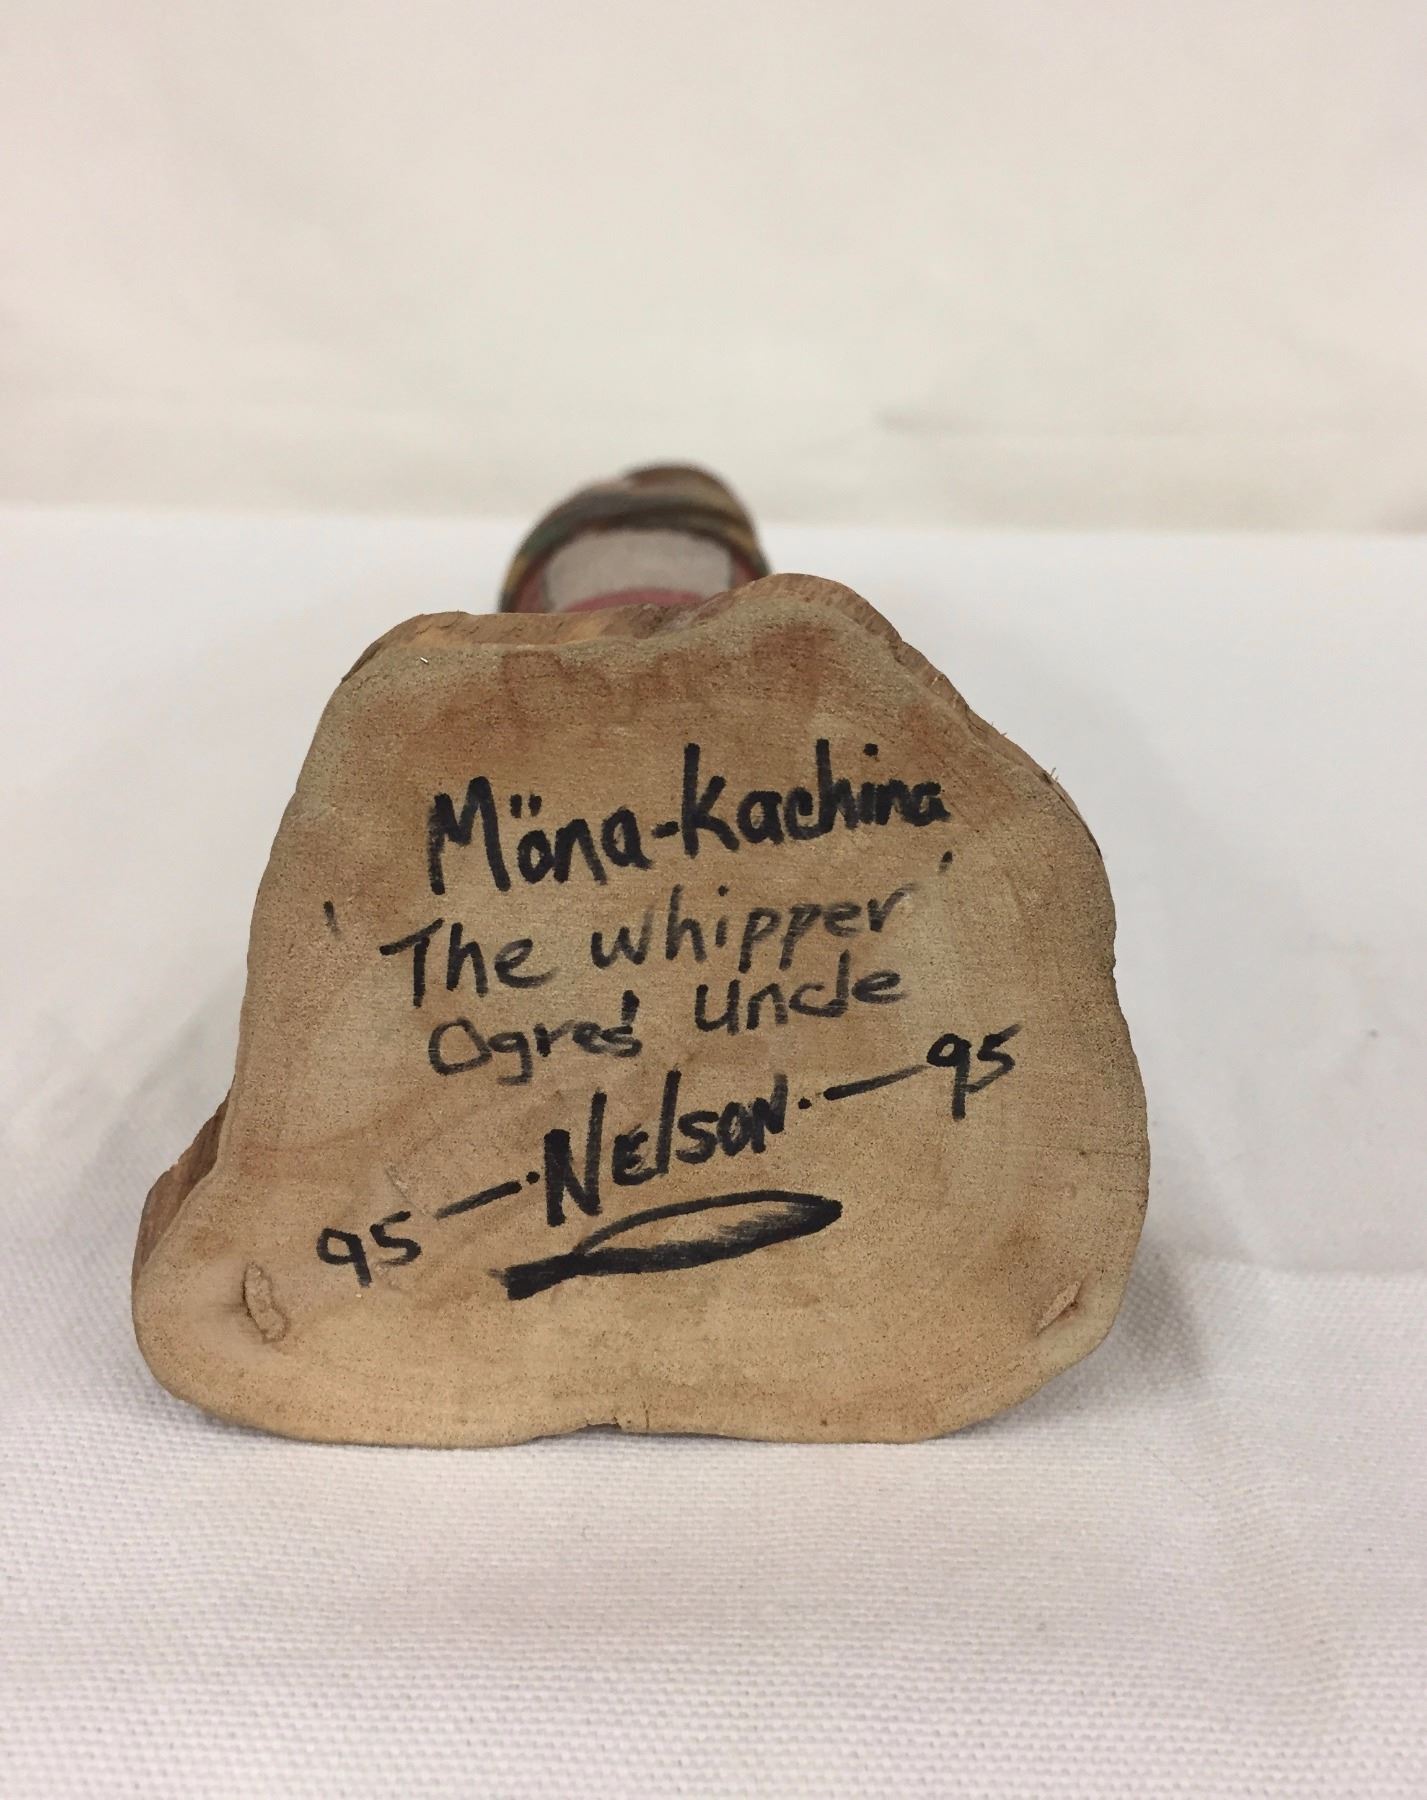 Möna-Kachina
'The whipper'
Ogres' Uncle
95—·Nelson·—95